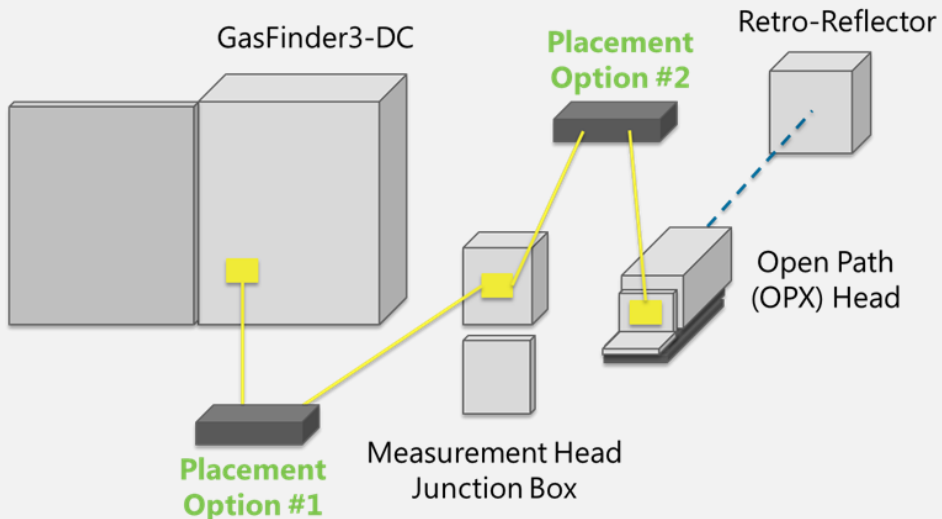 GasFinder3-DC
Placement
Option #2
Retro-Reflector
Open Path
(OPX) Head
Measurement Head
Junction Box
Placement
Option #1